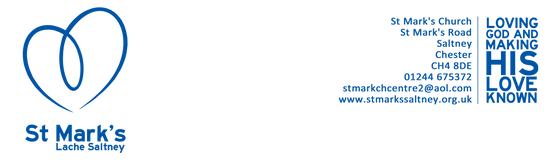 St Mark's
Lache Saltney
St Mark's Church
St Mark's Road
Saltney
Chester
CH4 8DE
01244 675372
stmarkchcentre2@aol.com
www.stmarkssaltney.org.uk
LOVING
GOD AND
MAKING
HIS
LOVE
KNOWN